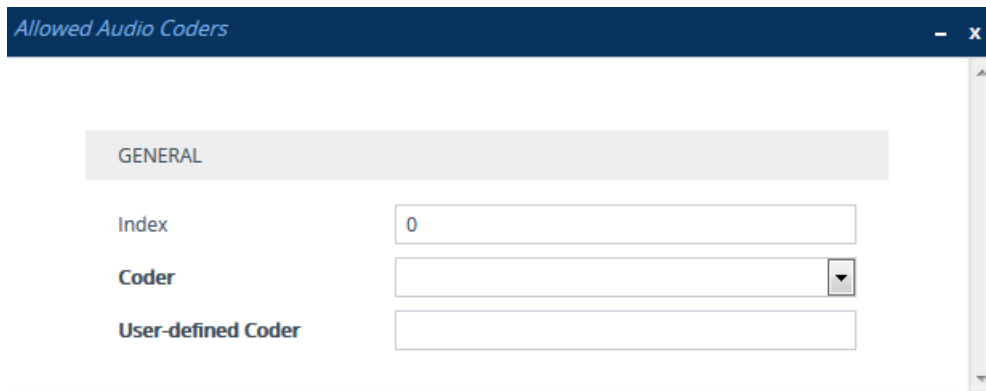 Allowed Audio Coders – x
GENERAL
Index 0
Coder
User-defined Coder